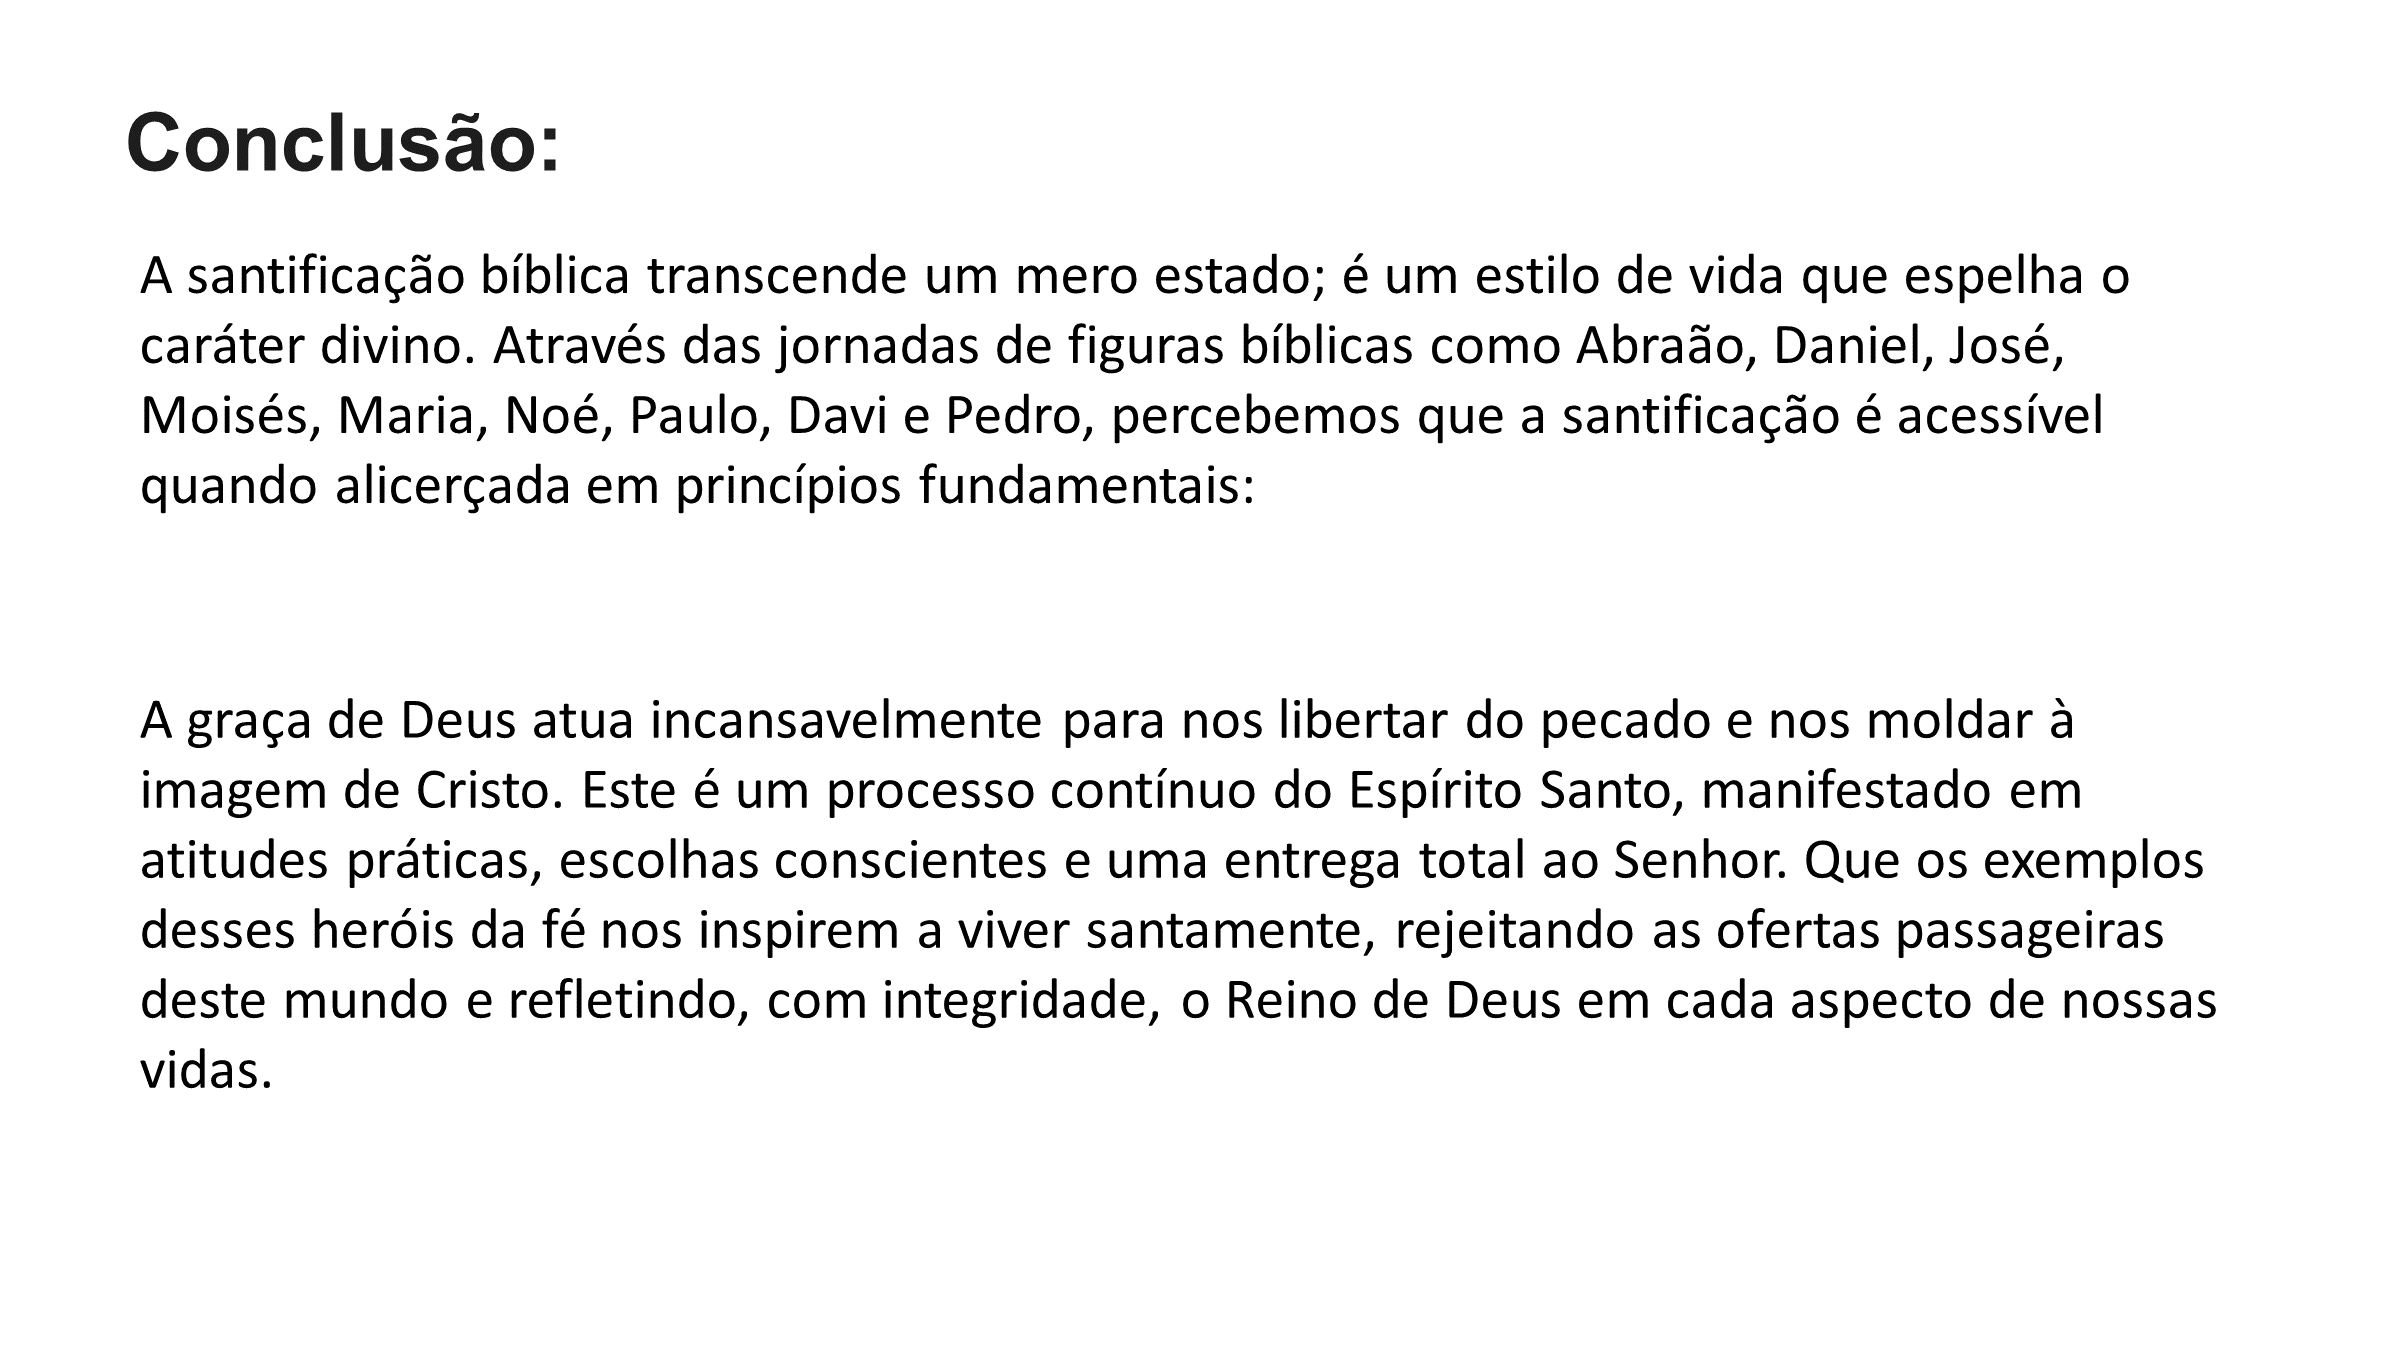 Conclusão:
A santificação bíblica transcende um mero estado; é um estilo de vida que espelha o
caráter divino. Através das jornadas de figuras bíblicas como Abraão, Daniel, José,
Moisés, Maria, Noé, Paulo, Davi e Pedro, percebemos que a santificação é acessível
quando alicerçada em princípios fundamentais:
A graça de Deus atua incansavelmente para nos libertar do pecado e nos moldar à
imagem de Cristo. Este é um processo contínuo do Espírito Santo, manifestado em
atitudes práticas, escolhas conscientes e uma entrega total ao Senhor. Que os exemplos
desses heróis da fé nos inspirem a viver santamente, rejeitando as ofertas passageiras
deste mundo e refletindo, com integridade, o Reino de Deus em cada aspecto de nossas
vidas.